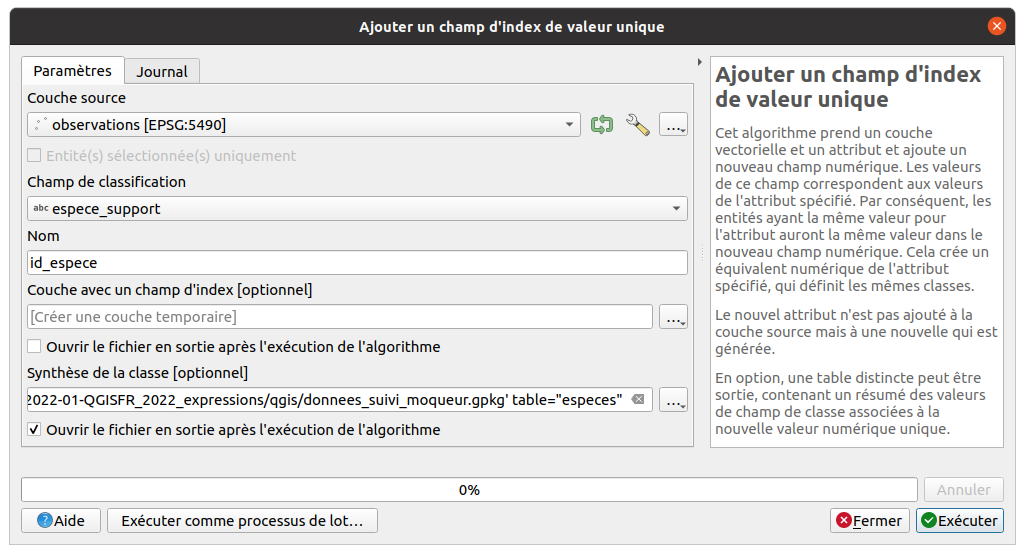 Ajouter un champ d'index de valeur unique
Paramètres
Journal
Couche source
observations [EPSG:5490]
...
Entité(s) sélectionnée(s) uniquement
Champ de classification
abc espece_support
Nom
id_espece
Couche avec un champ d'index [optionnel]
[Créer une couche temporaire]
...
Ouvrir le fichier en sortie après l'exécution de l'algorithme
Synthèse de la classe [optionnel]
2022-01-QGISFR_2022_expressions/qgis/donnees_suivi_moqueur.gpkg' table="especes"
...
Ouvrir le fichier en sortie après l'exécution de l'algorithme
Ajouter un champ d'index
de valeur unique
Cet algorithme prend un couche
vectorielle et un attribut et ajoute un
nouveau champ numérique. Les valeurs
de ce champ correspondent aux valeurs
de l'attribut spécifié. Par conséquent, les
entités ayant la même valeur pour
l'attribut auront la même valeur dans le
nouveau champ numérique. Cela crée un
équivalent numérique de l'attribut
spécifié, qui définit les mêmes classes.
Le nouvel attribut n'est pas ajouté à la
couche source mais à une nouvelle qui est
générée.
En option, une table distincte peut être
sortie, contenant un résumé des valeurs
de champ de classe associées à la
nouvelle valeur numérique unique.
0%
Annuler
Aide
Exécuter comme processus de lot...
Fermer
Exécuter